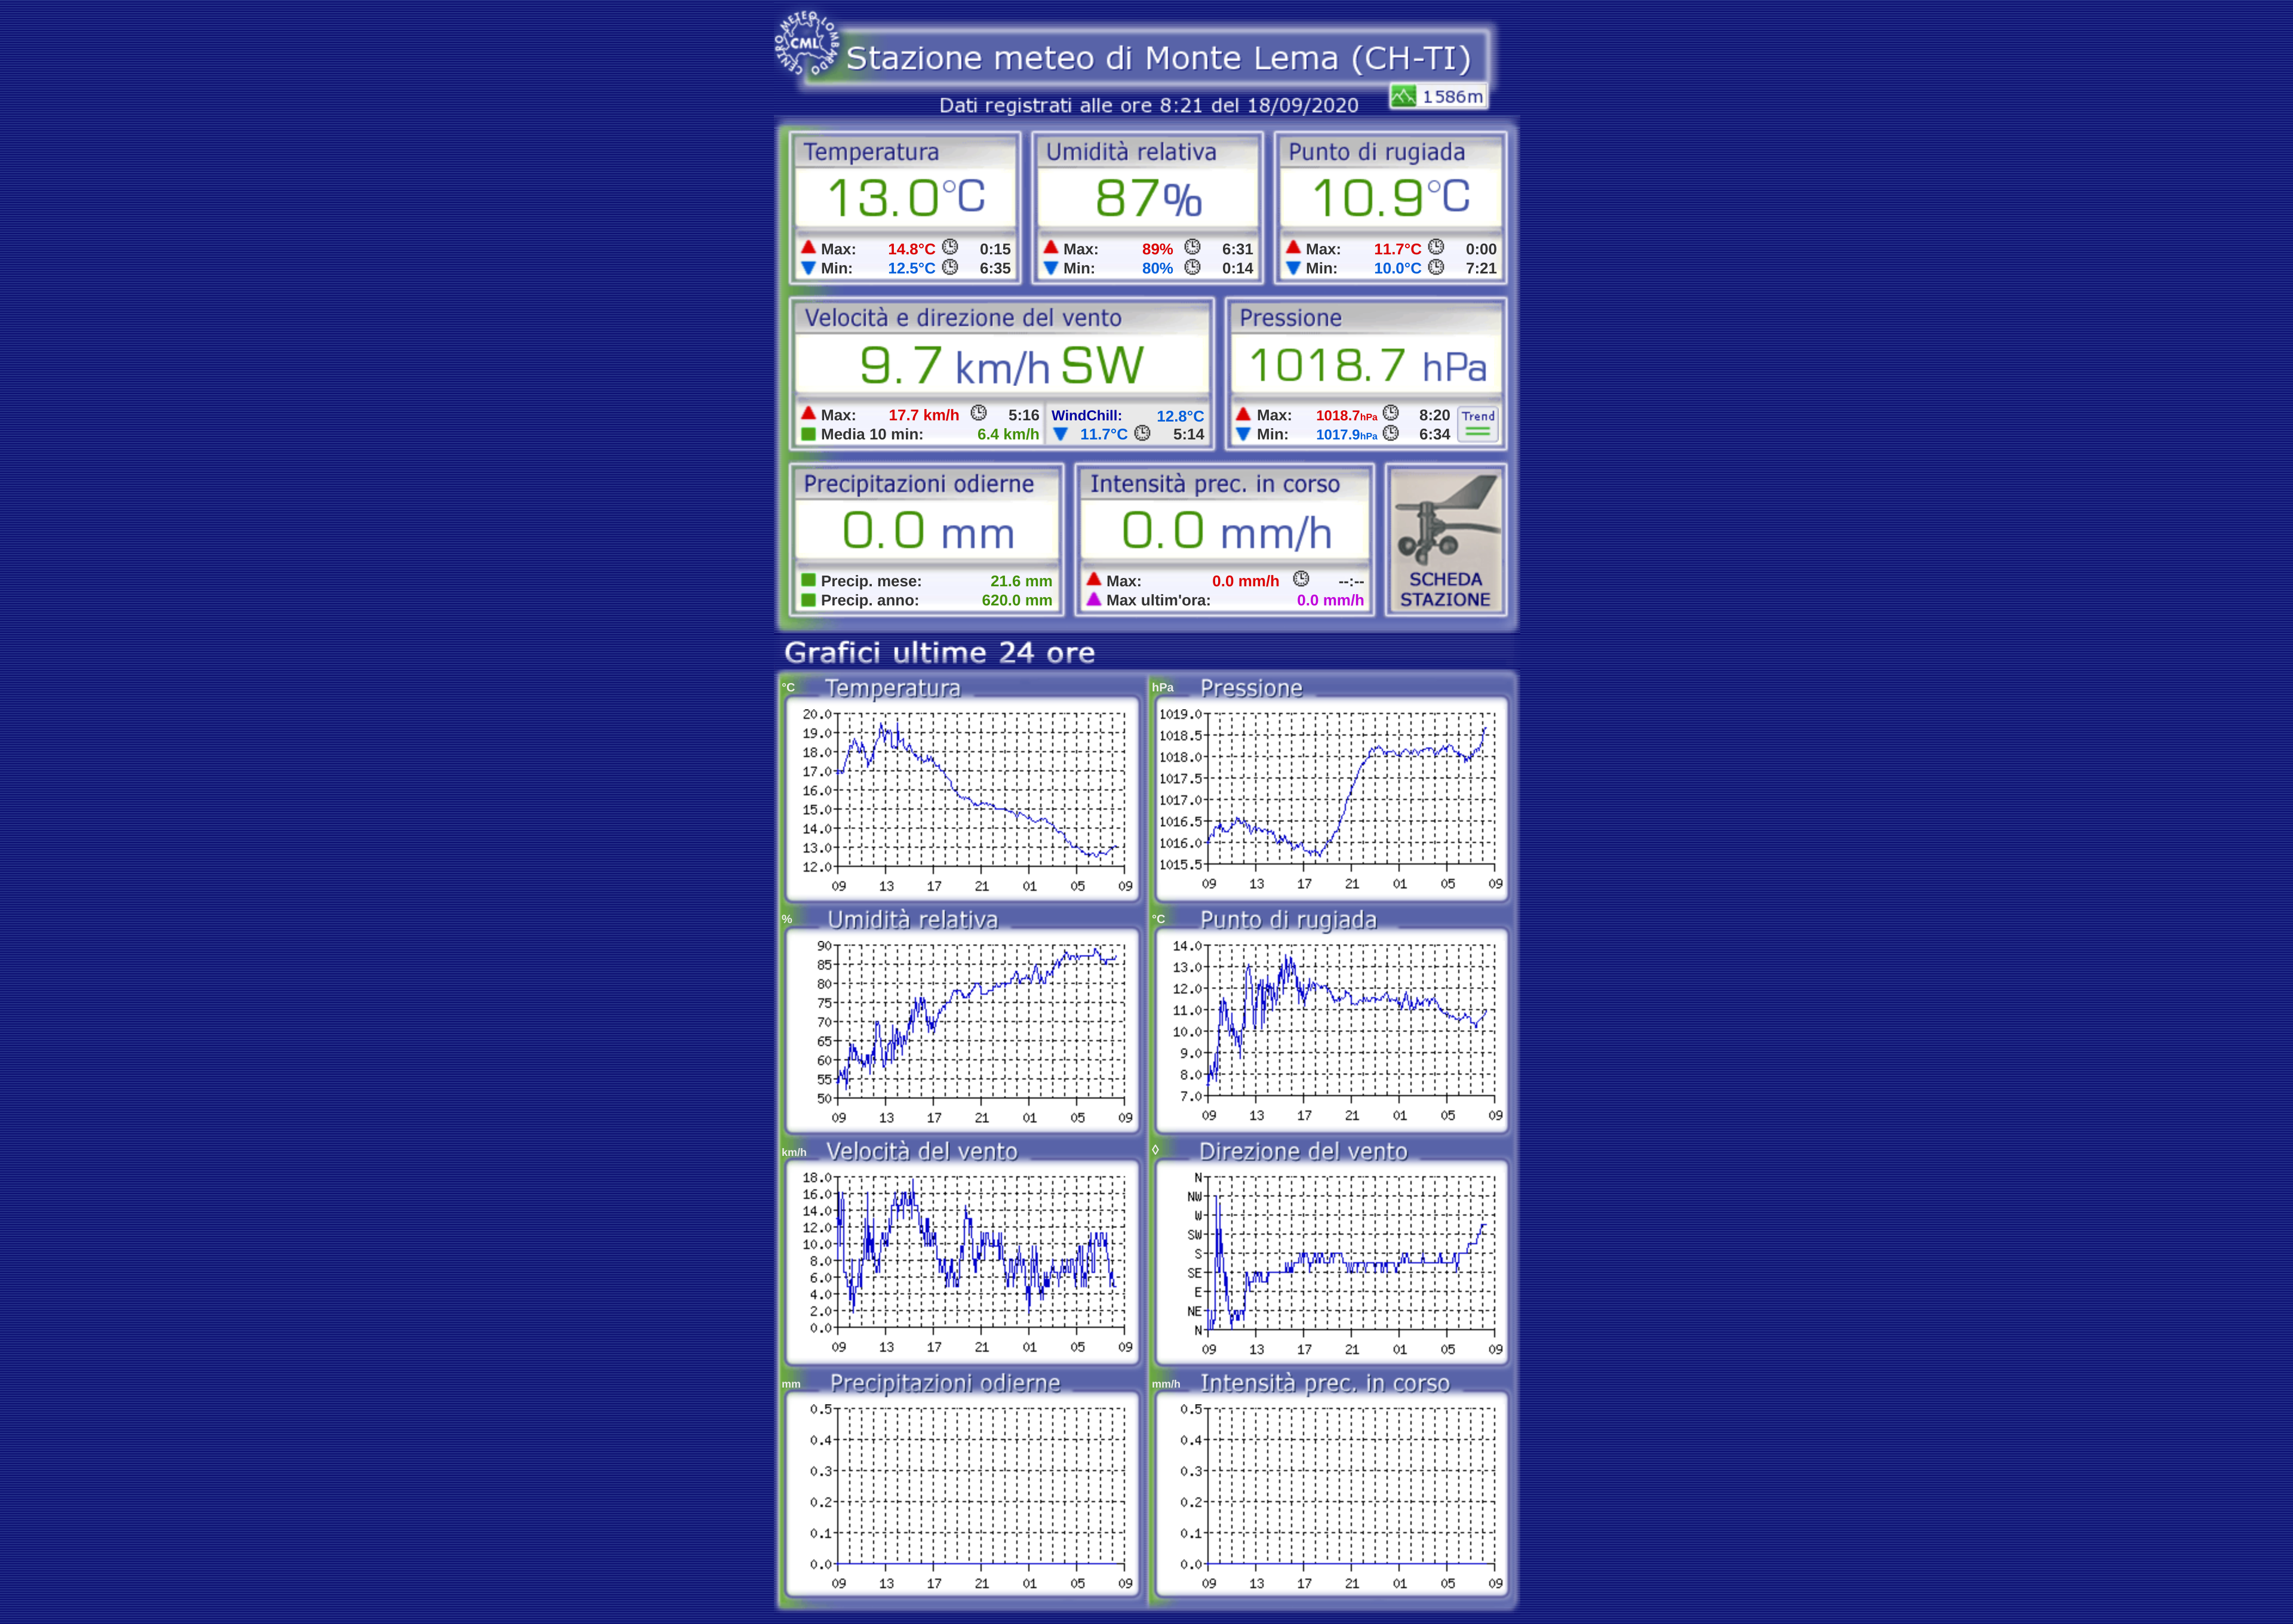 CENTRO METEO LOMBARDO
CML
Stazione meteo di Monte Lema (CH-TI)
1586m
Dati registrati alle ore 8:21 del 18/09/2020
Temperatura Umidità relativa Punto di rugiada
13.0°C 87% 10.9°C
Max: 14.8°C 0:15 Max: 89% 6:31 Max: 11.7°C 0:00
Min: 12.5°C 6:35 Min: 80% 0:14 Min: 10.0°C 7:21
Velocità e direzione del vento Pressione
9.7 km/h SW 1018.7 hPa
Max: 17.7 km/h 5:16 WindChill: 12.8°C Max: 1018.7hPa 8:20 Trend
Media 10 min: 6.4 km/h 11.7°C 5:14 Min: 1017.9hPa 6:34
Precipitazioni odierne Intensità prec. in corso
0.0 mm 0.0 mm/h
Precip. mese: 21.6 mm Max: 0.0 mm/h --:-- SCHEDA
Precip. anno: 620.0 mm Max ultim'ora: 0.0 mm/h STAZIONE
Grafici ultime 24 ore
°C Temperatura
20.0
19.0
18.0
17.0
16.0
15.0
14.0
13.0
12.0
09 13 17 21 01 05 09
hPa Pressione
1019.0
1018.5
1018.0
1017.5
1017.0
1016.5
1016.0
1015.5
09 13 17 21 01 05 09
% Umidità relativa
90
85
80
75
70
65
60
55
50
09 13 17 21 01 05 09
°C Punto di rugiada
14.0
13.0
12.0
11.0
10.0
9.0
8.0
7.0
09 13 17 21 01 05 09
km/h Velocità del vento
18.0
16.0
14.0
12.0
10.0
8.0
6.0
4.0
2.0
0.0
09 13 17 21 01 05 09
◊ Direzione del vento
N
NW
W
SW
S
SE
E
NE
N
09 13 17 21 01 05 09
mm Precipitazioni odierne
0.5
0.4
0.3
0.2
0.1
0.0
09 13 17 21 01 05 09
mm/h Intensità prec. in corso
0.5
0.4
0.3
0.2
0.1
0.0
09 13 17 21 01 05 09